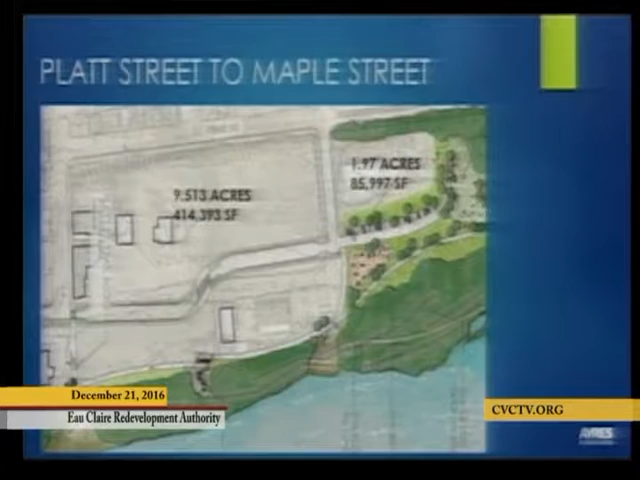 PLATT STREET TO MAPLE STREET
9.513 ACRES
414,393 SF
1.97 ACRES
85,997 SF
December 21, 2016
Eau Claire Redevelopment Authority
CVCTV.ORG
AYRES